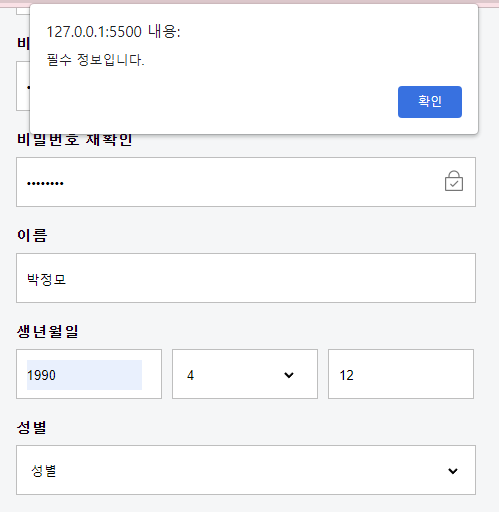 127.0.0.1:5500 내용:
필수 정보입니다.
확인
비밀번호 재확인
••••••••
이름
박정모
생년월일
1990 4 12
성별
성별